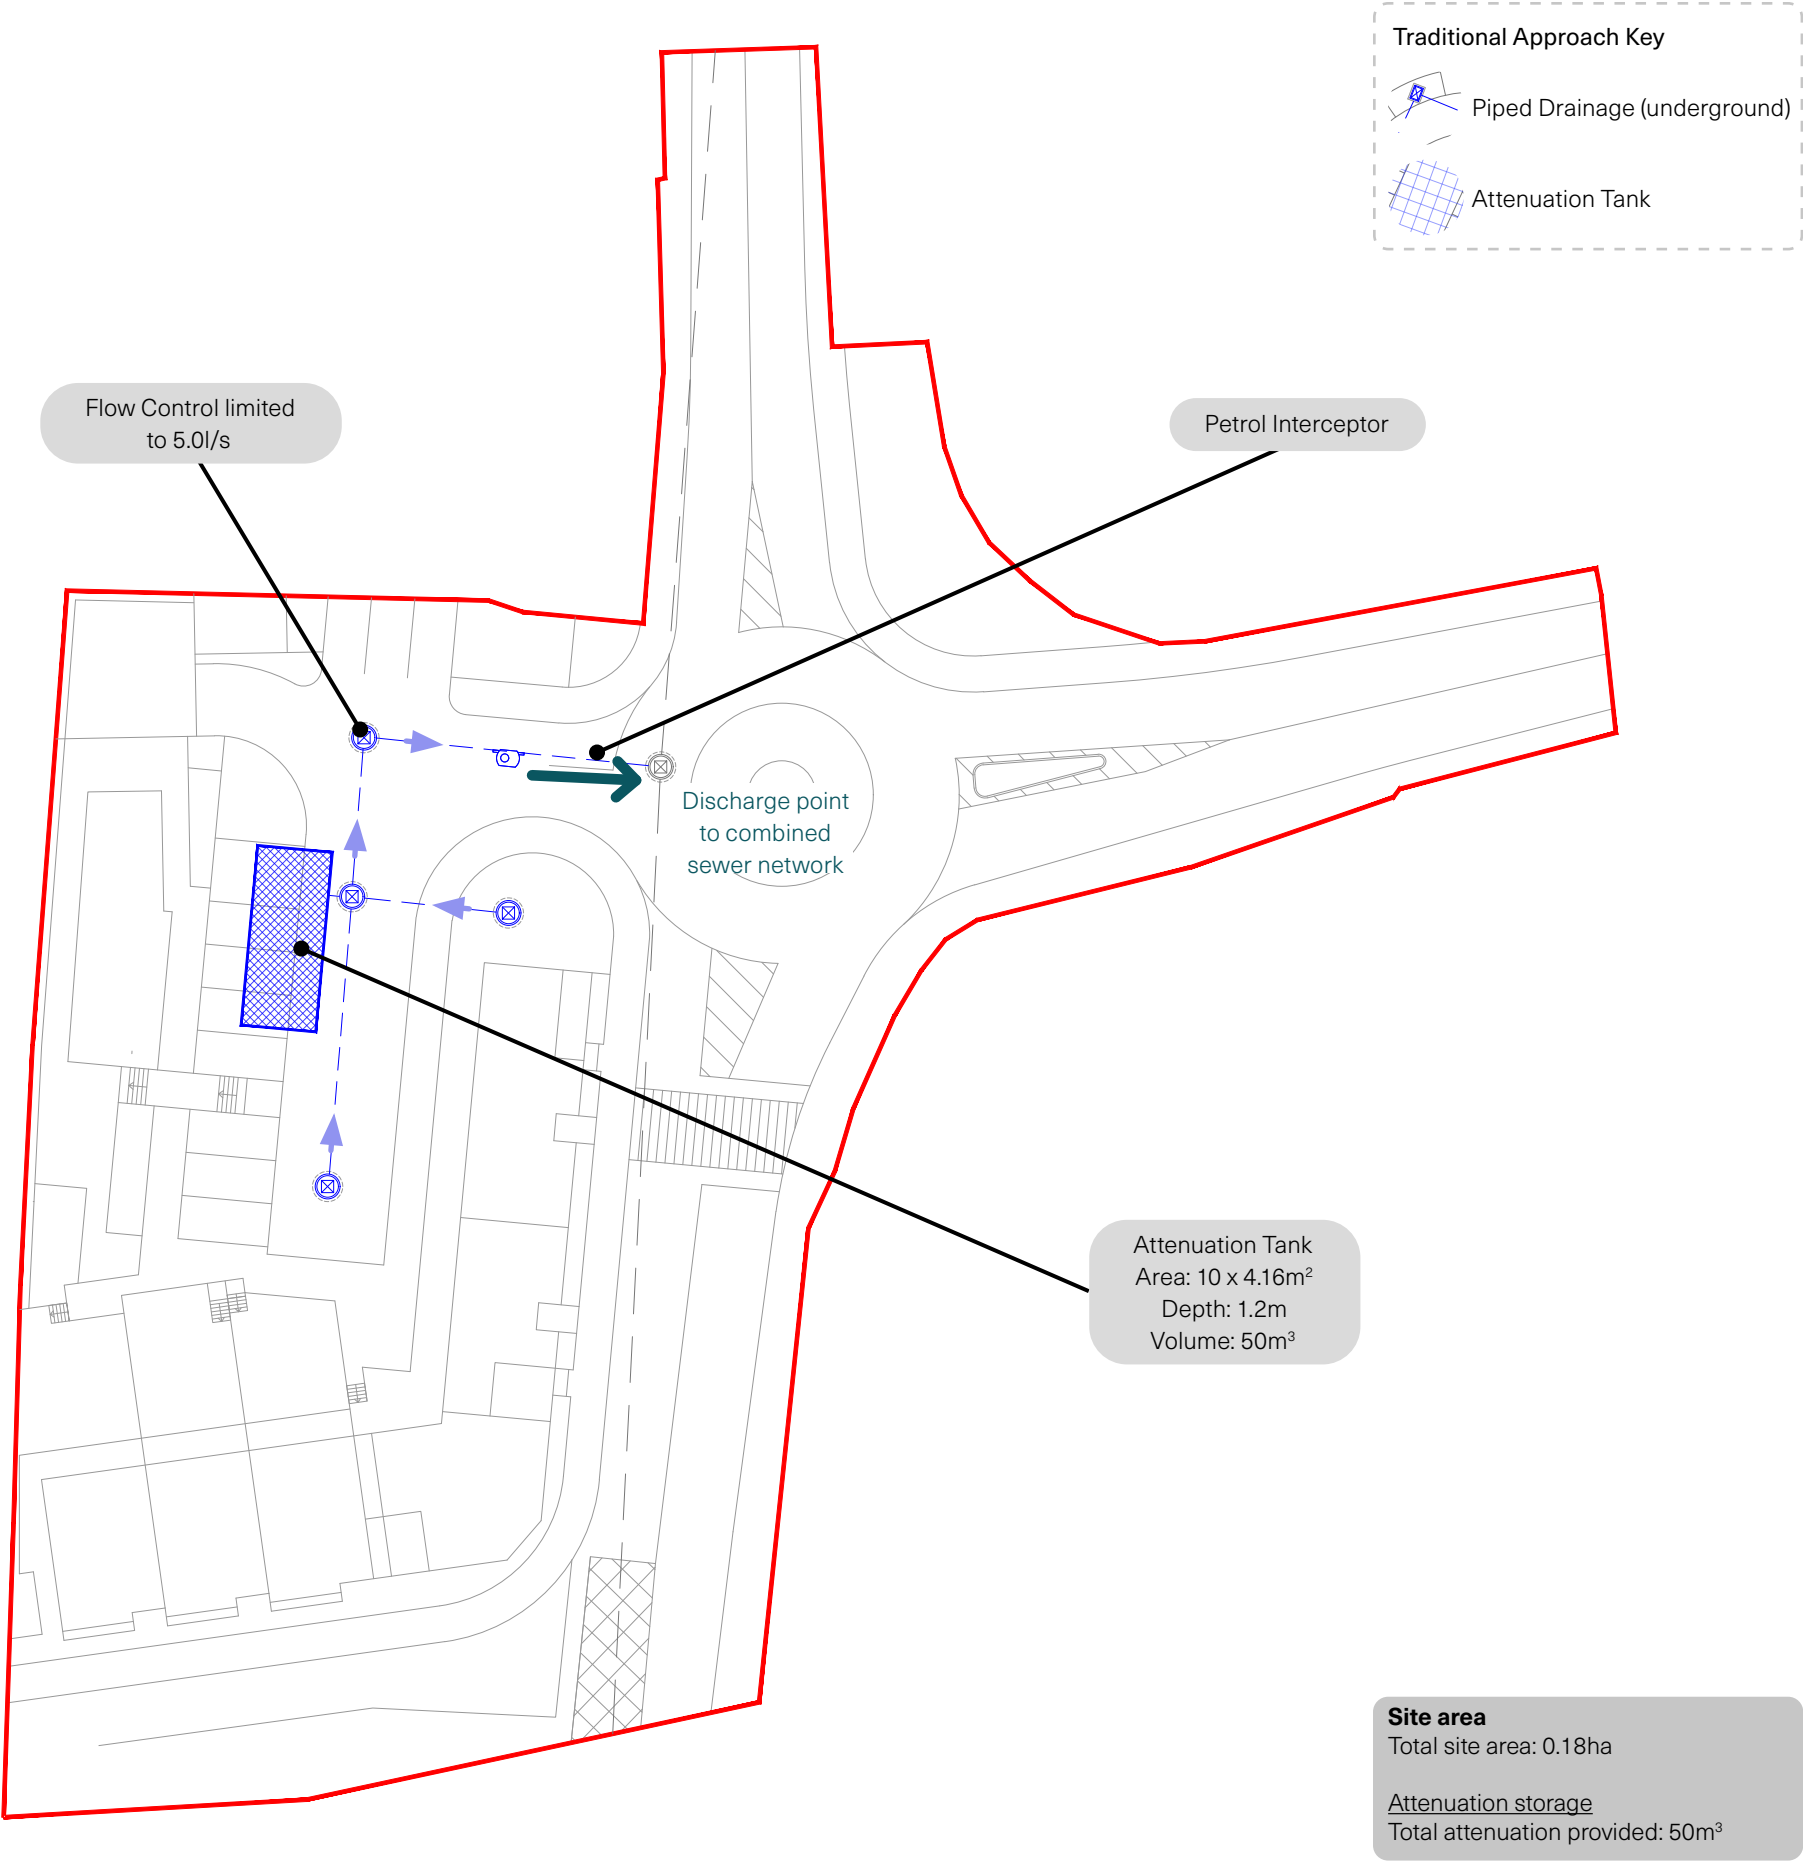 Traditional Approach Key
Piped Drainage (underground)
Attenuation Tank
Flow Control limited
to 5.0l/s
Petrol Interceptor
Discharge point
to combined
sewer network
Attenuation Tank
Area: 10 x 4.16m²
Depth: 1.2m
Volume: 50m³
Site area
Total site area: 0.18ha
Attenuation storage
Total attenuation provided: 50m³